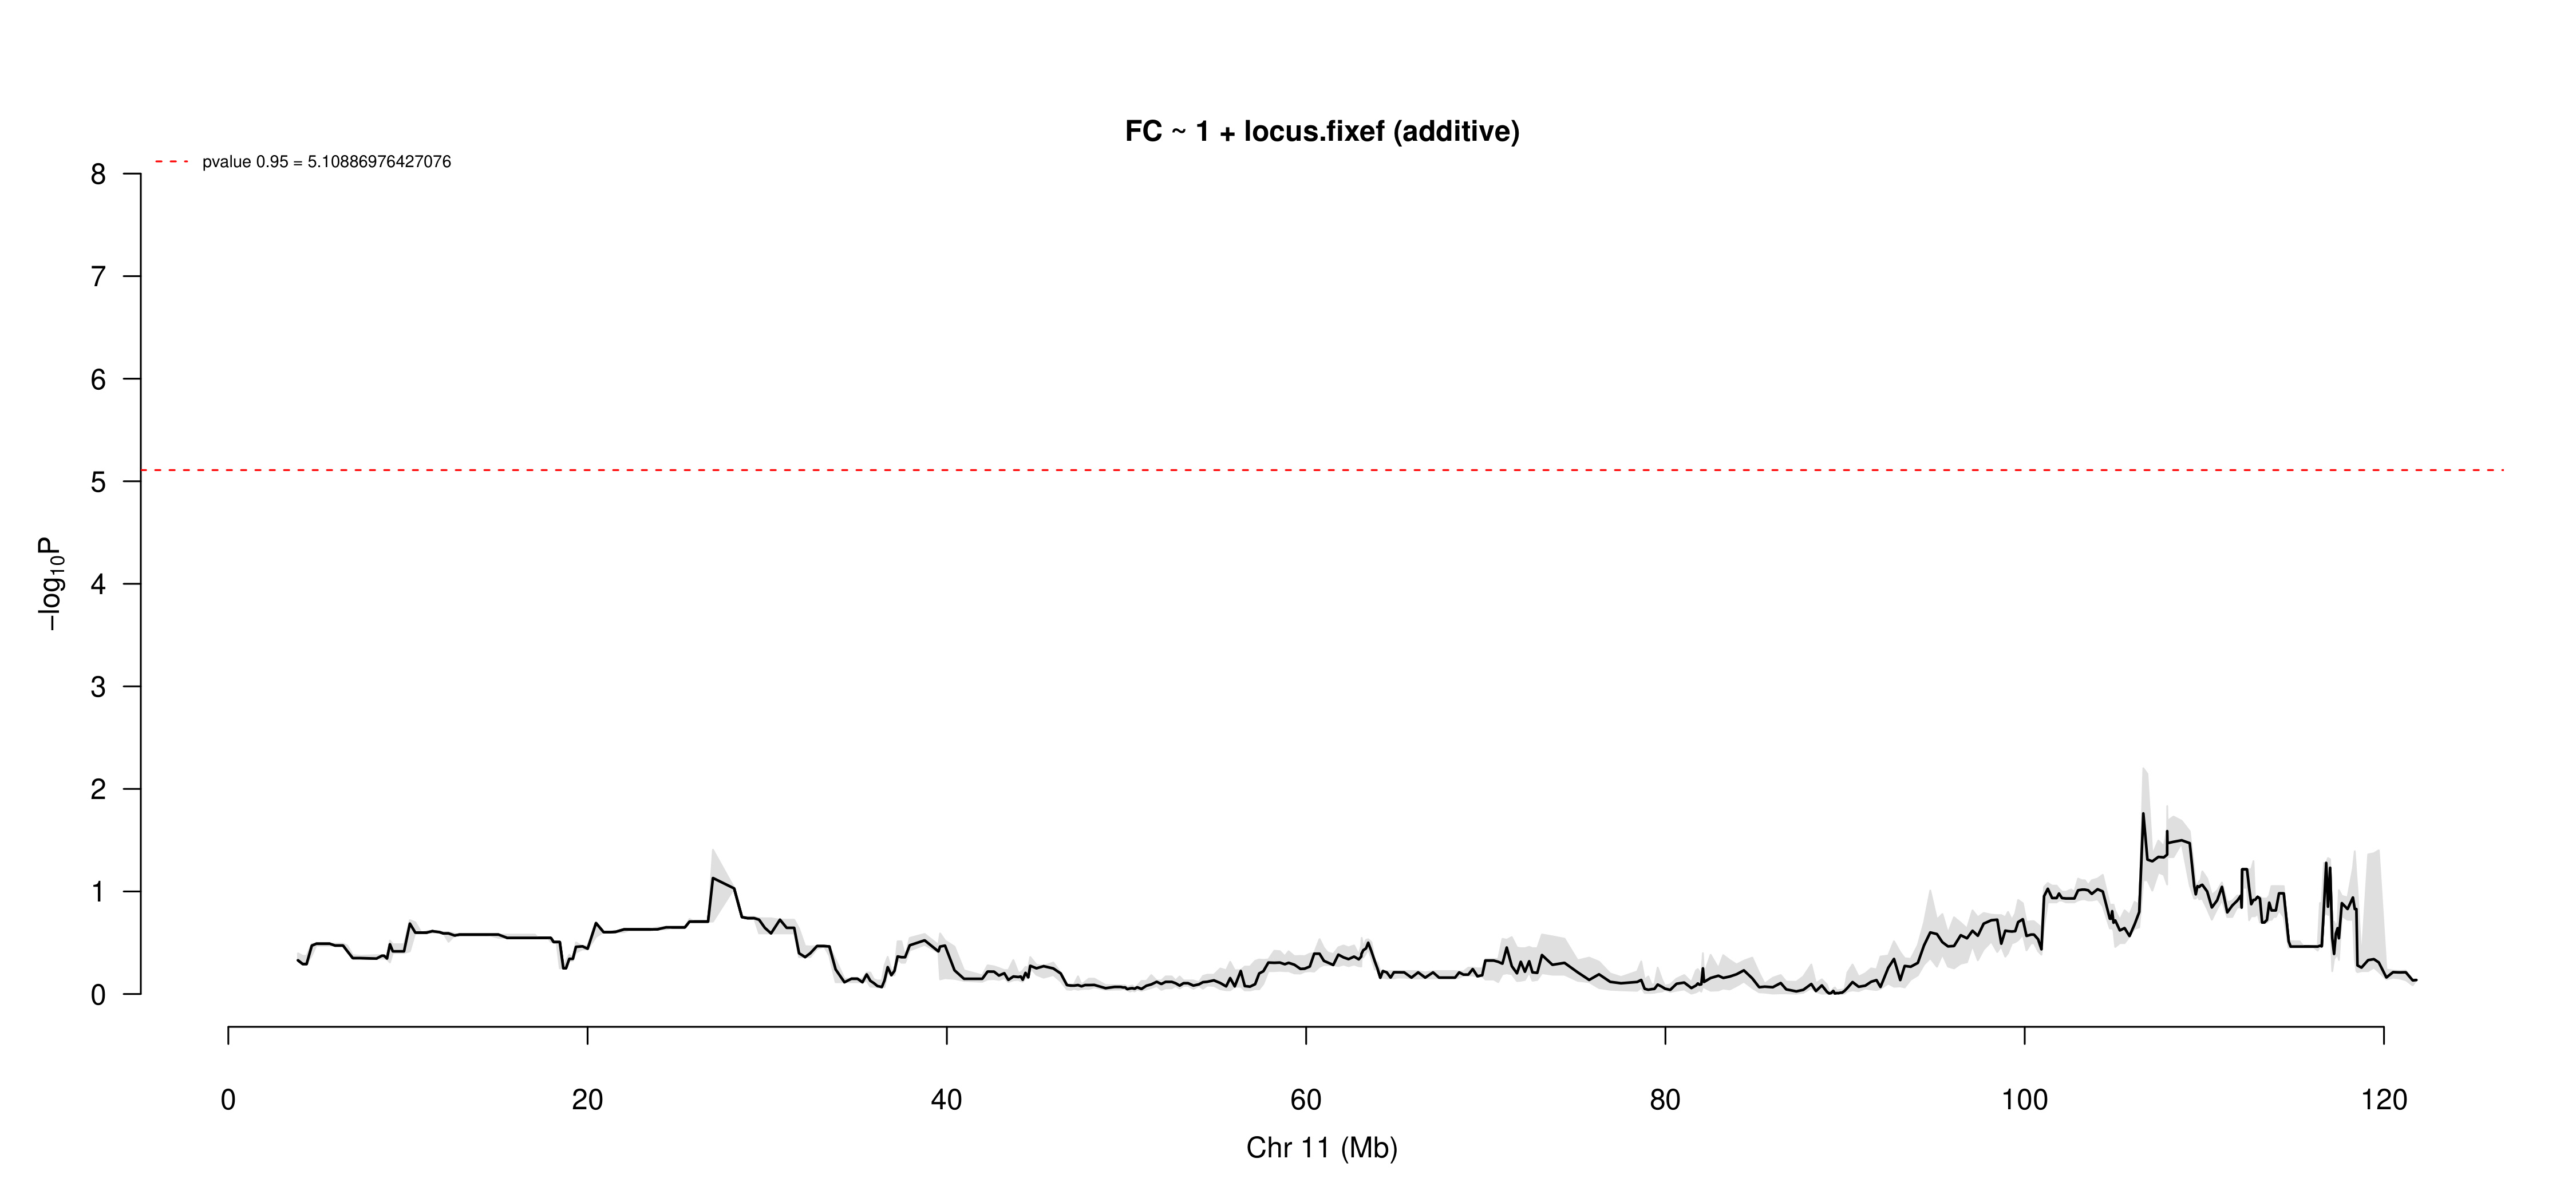 FC ~ 1 + locus.fixef (additive)
pvalue 0.95 = 5.10886976427076
8
7
6
5
4
3
2
1
0
−log10P
0 20 40 60 80 100 120
Chr 11 (Mb)